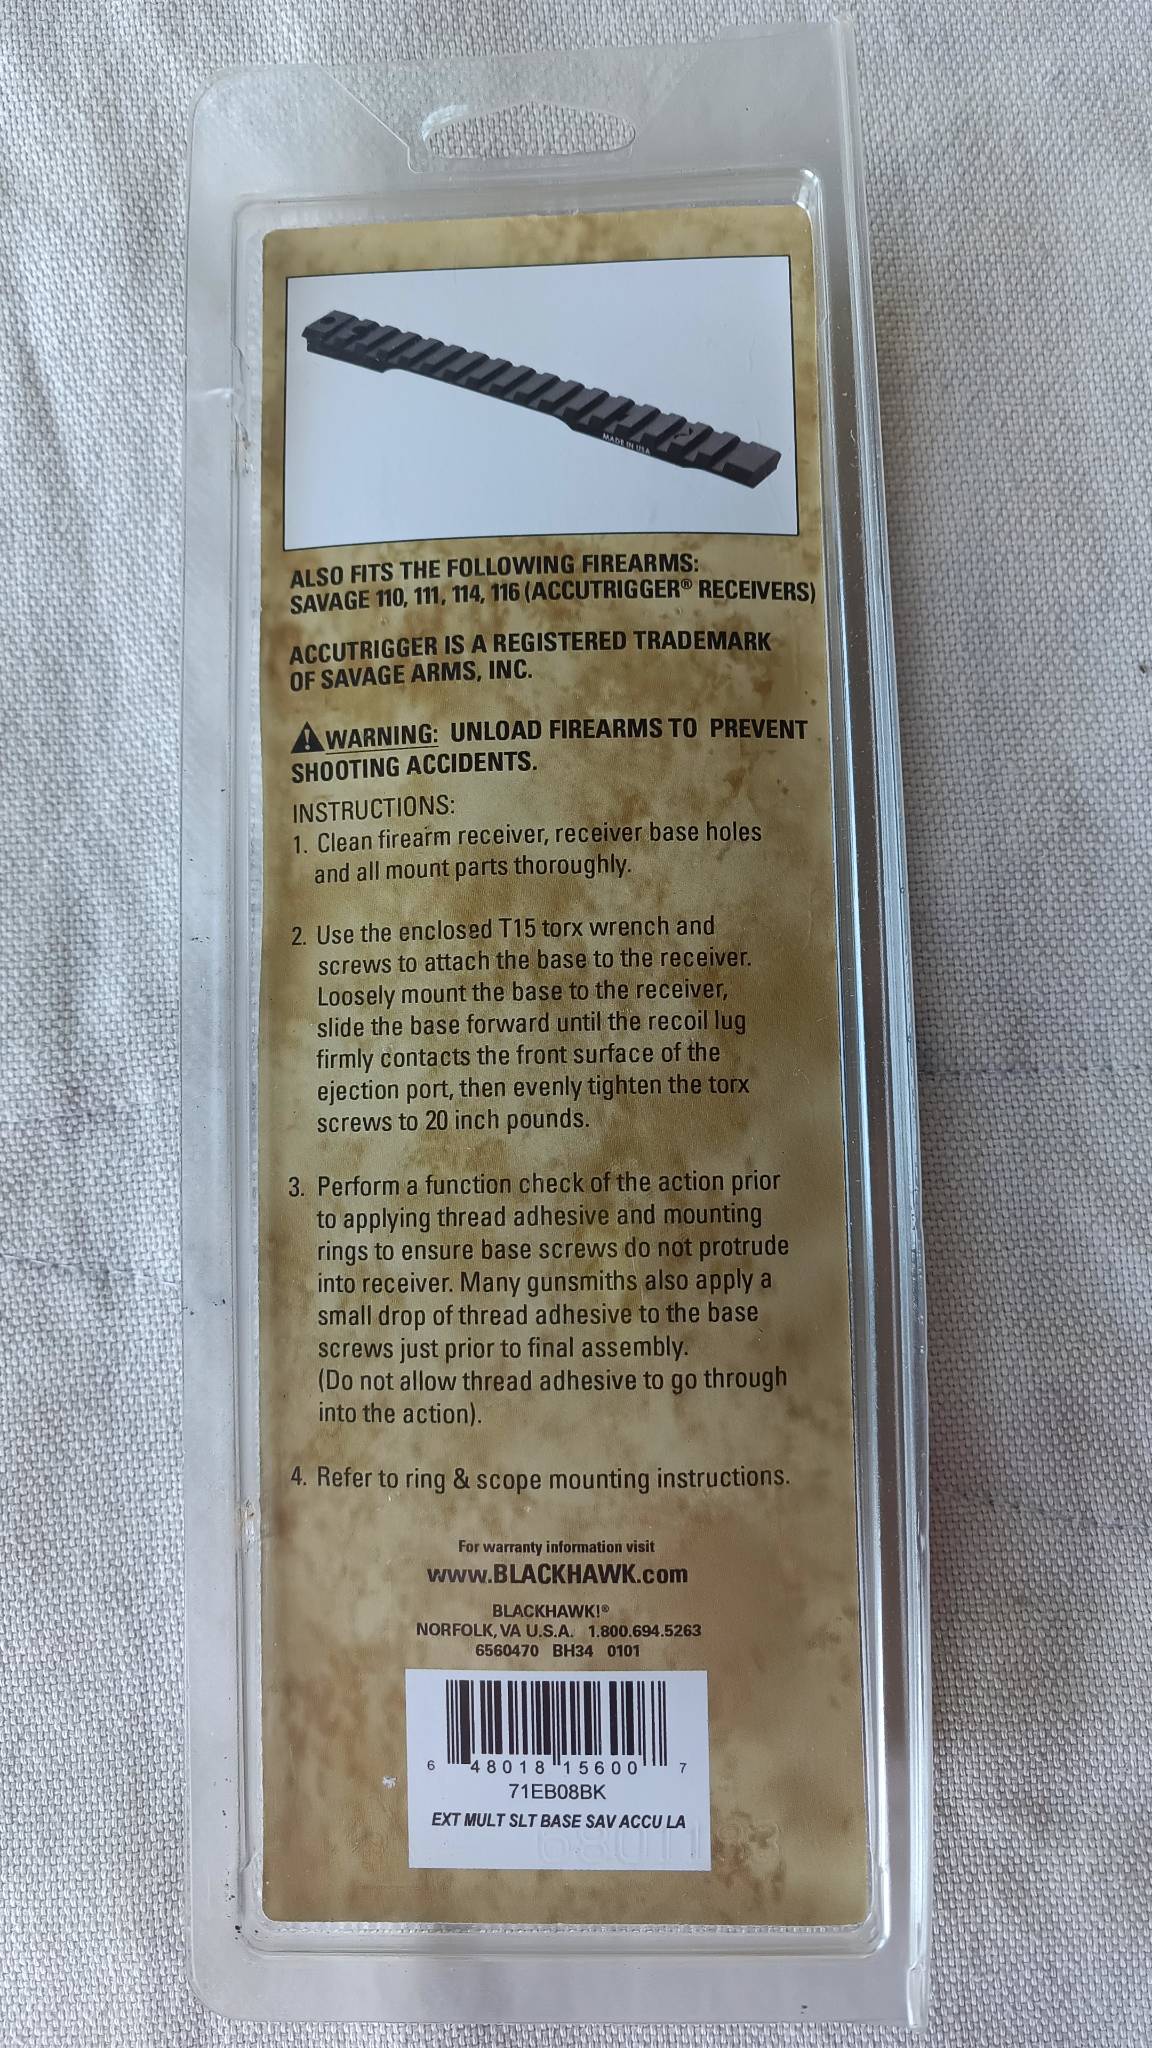 MADE IN USA
ALSO FITS THE FOLLOWING FIREARMS:
SAVAGE 110, 111, 114, 116 (ACCUTRIGGER® RECEIVERS)
ACCUTRIGGER IS A REGISTERED TRADEMARK
OF SAVAGE ARMS, INC.
WARNING: UNLOAD FIREARMS TO PREVENT
SHOOTING ACCIDENTS.
INSTRUCTIONS:
1. Clean firearm receiver, receiver base holes
and all mount parts thoroughly.
2. Use the enclosed T15 torx wrench and
screws to attach the base to the receiver.
Loosely mount the base to the receiver,
slide the base forward until the recoil lug
firmly contacts the front surface of the
ejection port, then evenly tighten the torx
screws to 20 inch pounds.
3. Perform a function check of the action prior
to applying thread adhesive and mounting
rings to ensure base screws do not protrude
into receiver. Many gunsmiths also apply a
small drop of thread adhesive to the base
screws just prior to final assembly.
(Do not allow thread adhesive to go through
into the action).
4. Refer to ring & scope mounting instructions.
For warranty information visit
www.BLACKHAWK.com
BLACKHAWK!®
NORFOLK, VA U.S.A. 1.800.694.5263
6560470 BH34 0101
6 48018 15600 7
71EB08BK
EXT MULT SLT BASE SAV ACCU LA